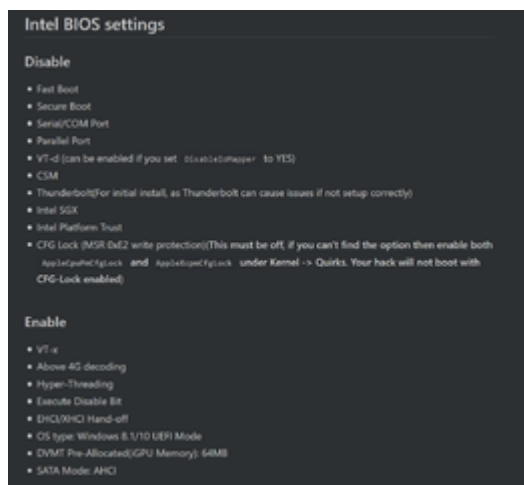 Intel BIOS settings
Disable
• Fast Boot
• Secure Boot
• Serial/COM Port
• Parallel Port
• VT-d (can be enabled if you set DisableIoMapper to YES)
• CSM
• Thunderbolt(For initial install, as Thunderbolt can cause issues if not setup correctly)
• Intel SGX
• Intel Platform Trust
• CFG Lock (MSR 0xE2 write protection)(This must be off, if you can't find the option then enable both
AppleCpuPmCfgLock and AppleXcpmCfgLock under Kernel -> Quirks. Your hack will not boot with
CFG-Lock enabled)
Enable
• VT-x
• Above 4G decoding
• Hyper-Threading
• Execute Disable Bit
• EHCI/XHCI Hand-off
• OS type: Windows 8.1/10 UEFI Mode
• DVMT Pre-Allocated(iGPU Memory): 64MB
• SATA Mode: AHCI